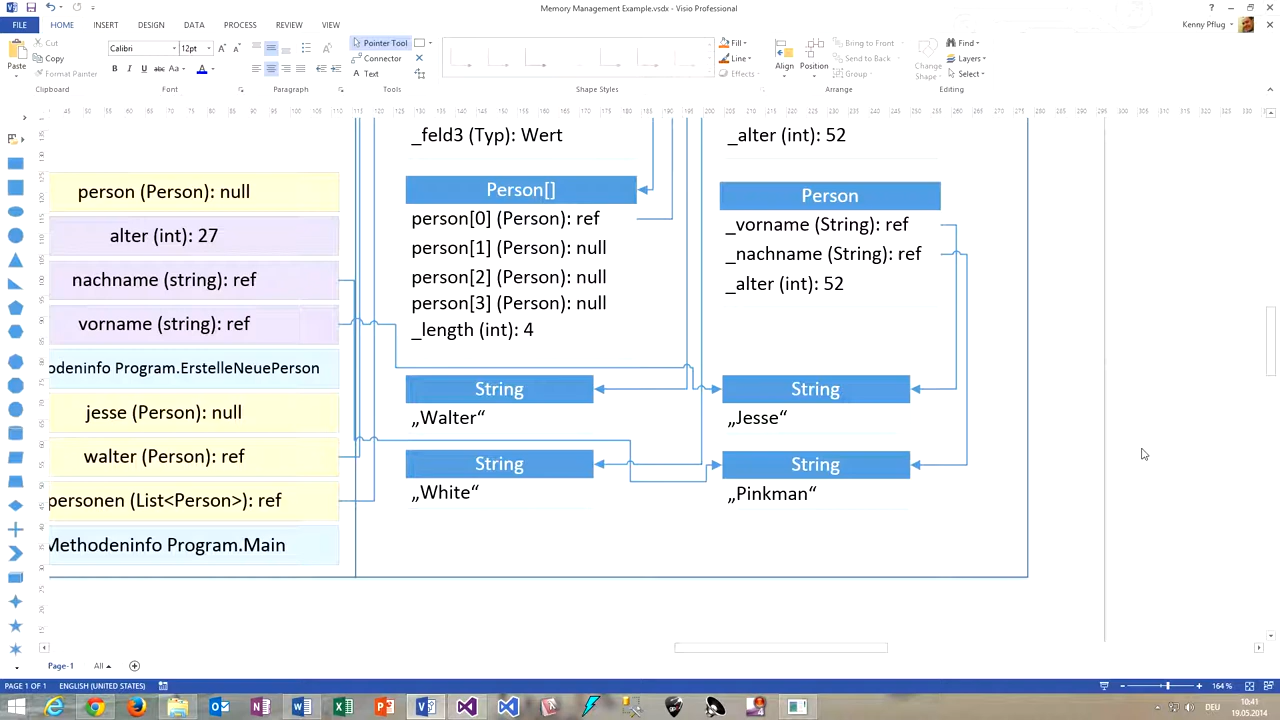 Memory Management Example.vsdx - Visio Professional
FILE HOME INSERT DESIGN DATA PROCESS REVIEW VIEW
Kenny Pflug
Paste
Cut
Copy
Format Painter
Clipboard
Calibri 12pt
Font
Paragraph
Pointer Tool
Connector
Text
Tools
Shape Styles
Fill
Line
Effects
Align
Position
Bring to Front
Send to Back
Group
Arrange
Change
Shape
Find
Layers
Select
Editing
person (Person): null
alter (int): 27
nachname (string): ref
vorname (string): ref
odeninfo Program.ErstelleNeuePerson
jesse (Person): null
walter (Person): ref
personen (List<Person>): ref
Methodeninfo Program.Main
_feld3 (Typ): Wert
Person[]
person[0] (Person): ref
person[1] (Person): null
person[2] (Person): null
person[3] (Person): null
_length (int): 4
String
„Walter“
String
„White“
_alter (int): 52
Person
_vorname (String): ref
_nachname (String): ref
_alter (int): 52
String
„Jesse“
String
„Pinkman“
Page-1 All
PAGE 1 OF 1 ENGLISH (UNITED STATES)
164 %
DEU
10:41
19.05.2014